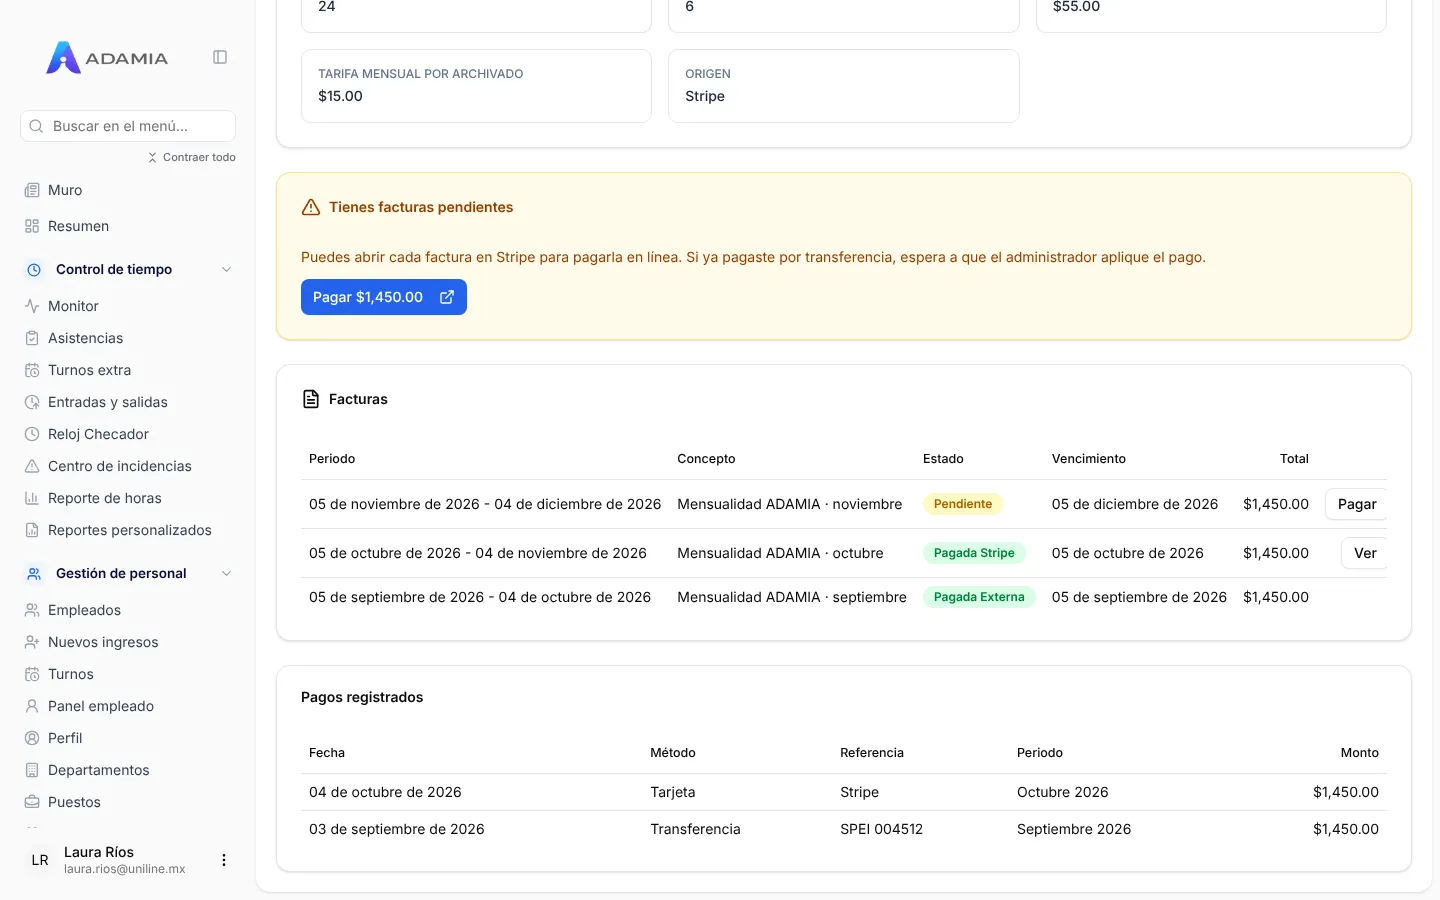 ADAMIA
Buscar en el menú...
Contraer todo
Muro
Resumen
Control de tiempo
Monitor
Asistencias
Turnos extra
Entradas y salidas
Reloj Checador
Centro de incidencias
Reporte de horas
Reportes personalizados
Gestión de personal
Empleados
Nuevos ingresos
Turnos
Panel empleado
Perfil
Departamentos
Puestos
LR
Laura Ríos
laura.rios@uniline.mx
24 6 $55.00
TARIFA MENSUAL POR ARCHIVADO
$15.00
ORIGEN
Stripe
Tienes facturas pendientes
Puedes abrir cada factura en Stripe para pagarla en línea. Si ya pagaste por transferencia, espera a que el administrador aplique el pago.
Pagar $1,450.00
Facturas
Periodo Concepto Estado Vencimiento Total
05 de noviembre de 2026 - 04 de diciembre de 2026 Mensualidad ADAMIA · noviembre Pendiente 05 de diciembre de 2026 $1,450.00 Pagar
05 de octubre de 2026 - 04 de noviembre de 2026 Mensualidad ADAMIA · octubre Pagada Stripe 05 de octubre de 2026 $1,450.00 Ver
05 de septiembre de 2026 - 04 de octubre de 2026 Mensualidad ADAMIA · septiembre Pagada Externa 05 de septiembre de 2026 $1,450.00
Pagos registrados
Fecha Método Referencia Periodo Monto
04 de octubre de 2026 Tarjeta Stripe Octubre 2026 $1,450.00
03 de septiembre de 2026 Transferencia SPEI 004512 Septiembre 2026 $1,450.00